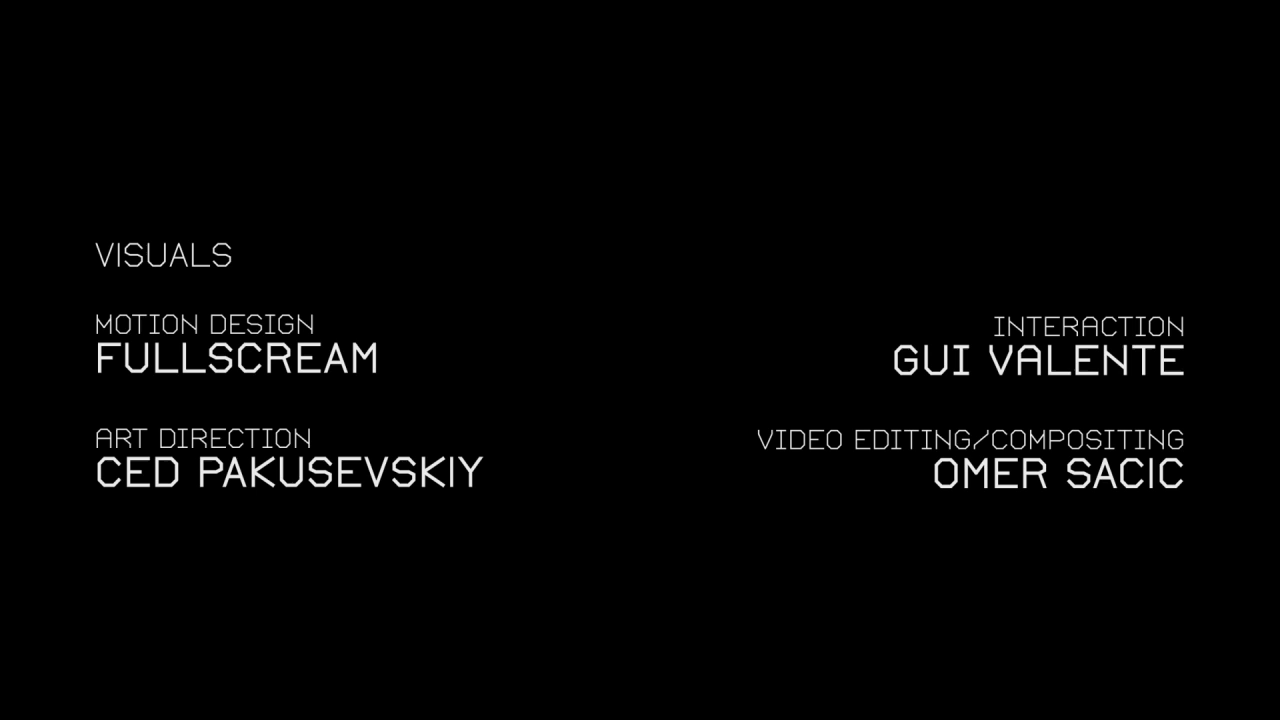 VISUALS
MOTION DESIGN
FULLSCREAM
ART DIRECTION
CED PAKUSEVSKIY
INTERACTION
GUI VALENTE
VIDEO EDITING/COMPOSITING
OMER SACIC